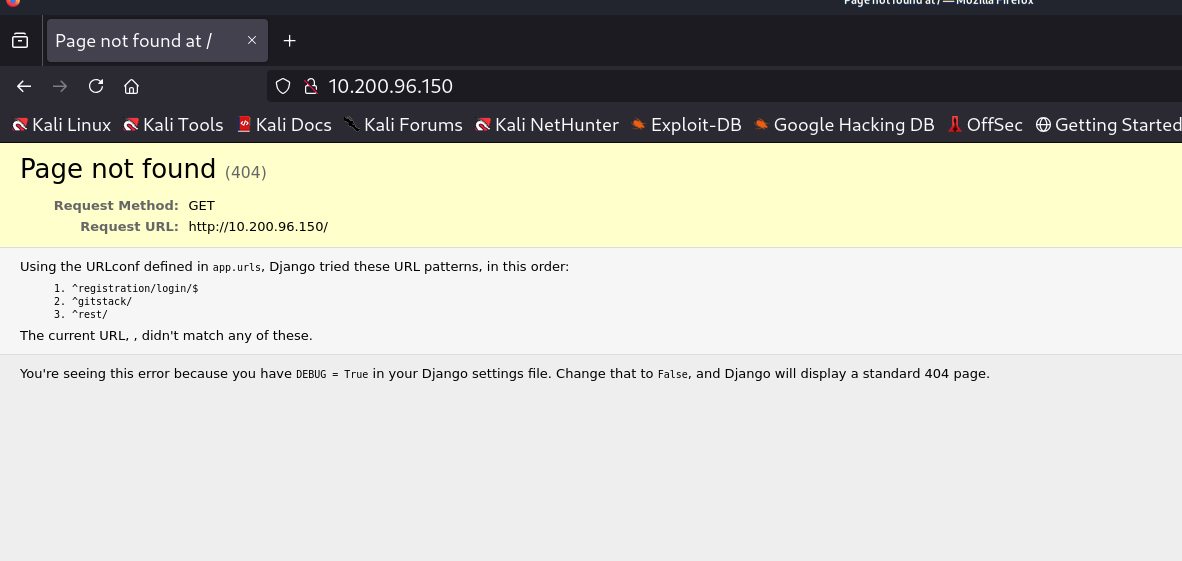 Page not found at / — Mozilla Firefox
Page not found at /
10.200.96.150
Kali Linux Kali Tools Kali Docs Kali Forums Kali NetHunter Exploit-DB Google Hacking DB OffSec Getting Started
Page not found (404)
Request Method: GET
Request URL: http://10.200.96.150/
Using the URLconf defined in app.urls, Django tried these URL patterns, in this order:
1. ^registration/login/$
2. ^gitstack/
3. ^rest/
The current URL, , didn't match any of these.
You're seeing this error because you have DEBUG = True in your Django settings file. Change that to False, and Django will display a standard 404 page.